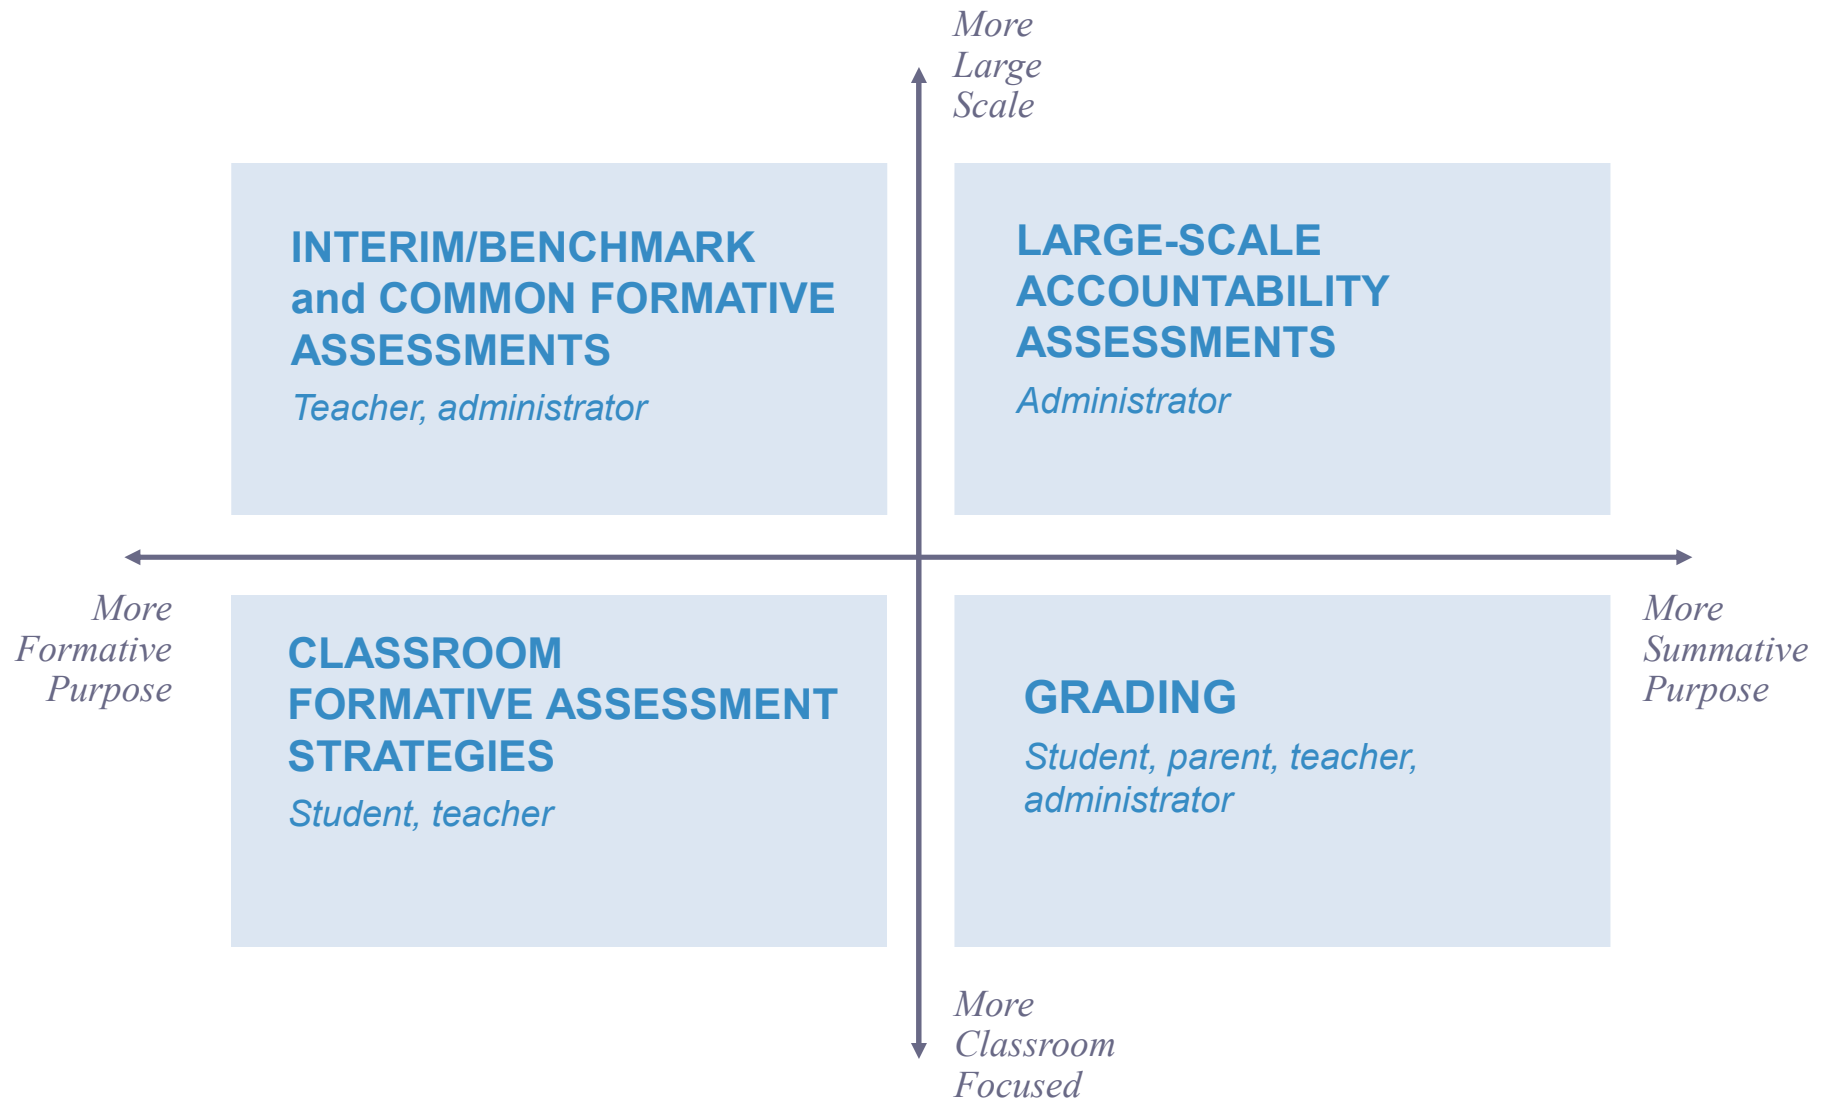 More
Large
Scale
INTERIM/BENCHMARK
and COMMON FORMATIVE
ASSESSMENTS
Teacher, administrator
LARGE-SCALE
ACCOUNTABILITY
ASSESSMENTS
Administrator
More
Formative
Purpose
More
Summative
Purpose
CLASSROOM
FORMATIVE ASSESSMENT
STRATEGIES
Student, teacher
GRADING
Student, parent, teacher,
administrator
More
Classroom
Focused